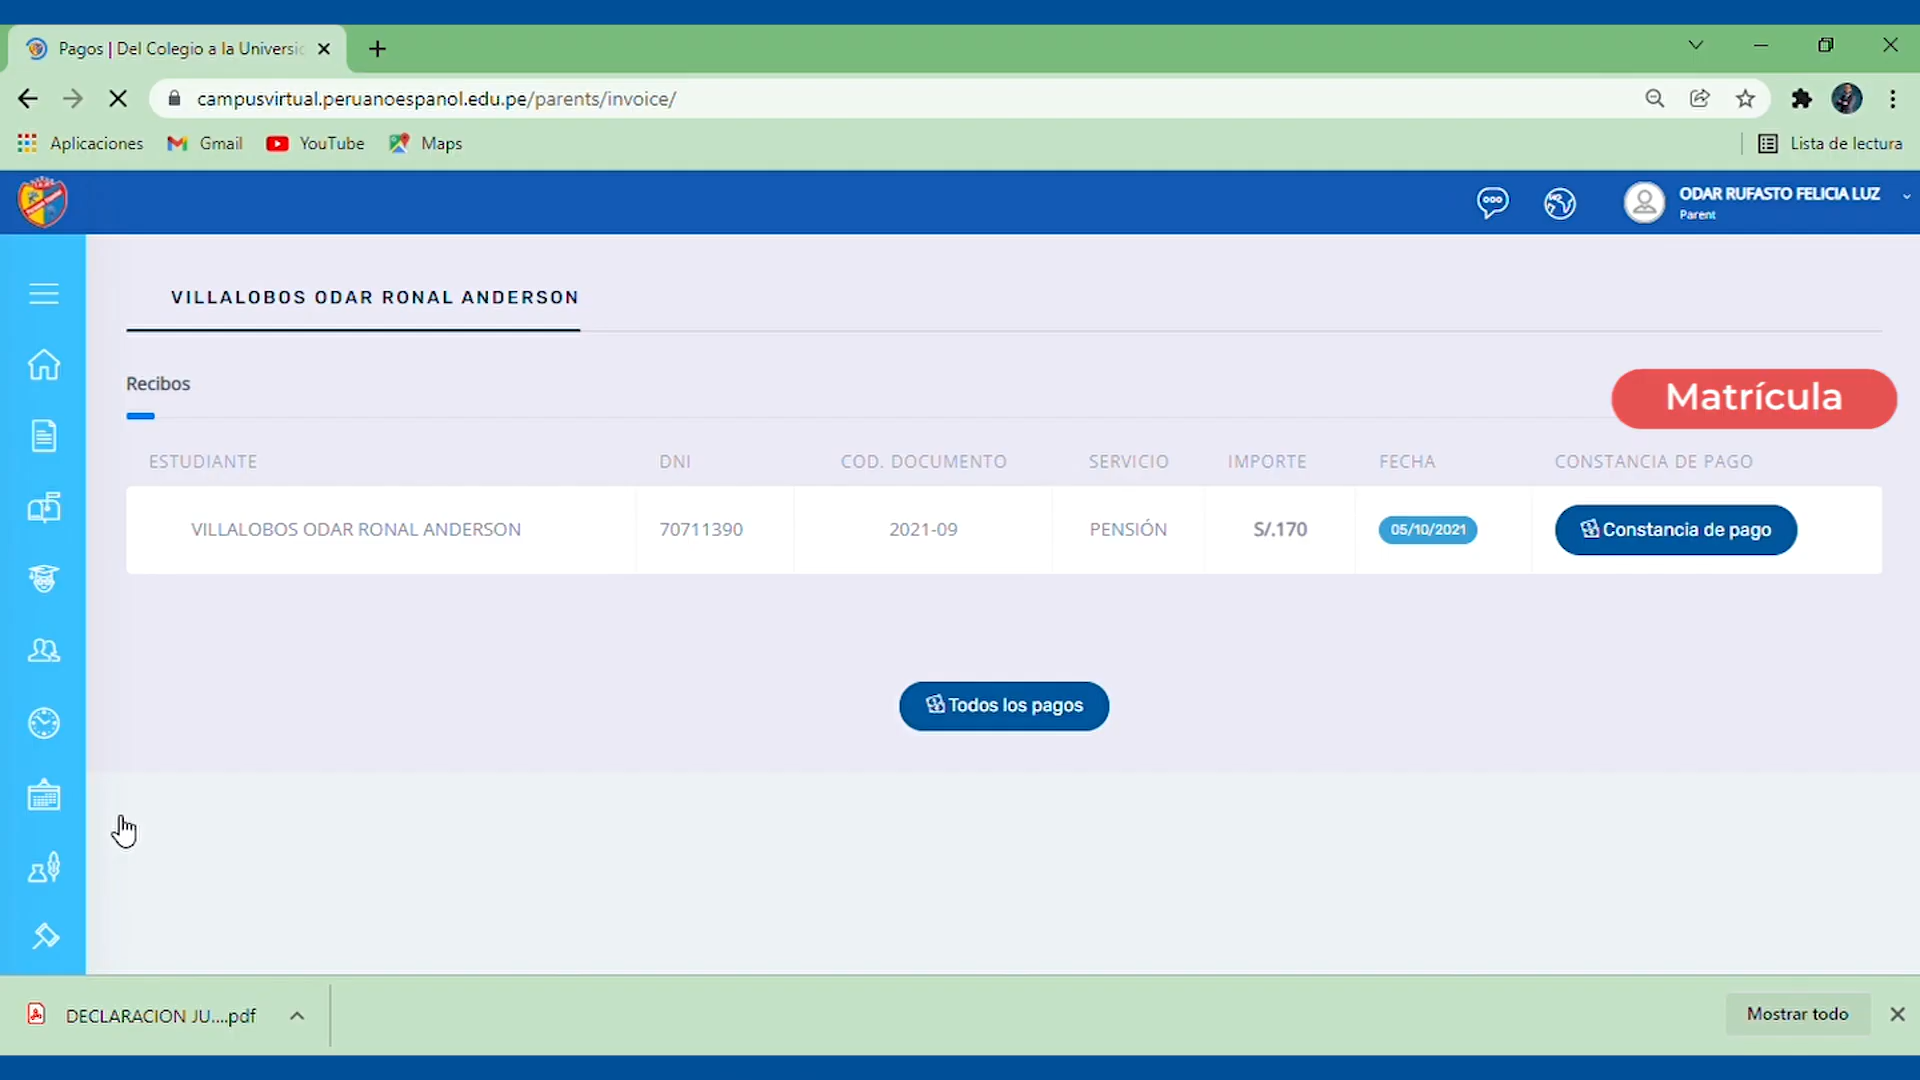 Pagos | Del Colegio a la Universi
campusvirtual.peruanoespanol.edu.pe/parents/invoice/
Aplicaciones
Gmail
YouTube
Maps
Lista de lectura
ODAR RUFASTO FELICIA LUZ
Parent
VILLALOBOS ODAR RONAL ANDERSON
Recibos
Matrícula
ESTUDIANTE DNI COD. DOCUMENTO SERVICIO IMPORTE FECHA CONSTANCIA DE PAGO
VILLALOBOS ODAR RONAL ANDERSON 70711390 2021-09 PENSIÓN S/.170 05/10/2021 Constancia de pago
Todos los pagos
DECLARACION JU....pdf
Mostrar todo